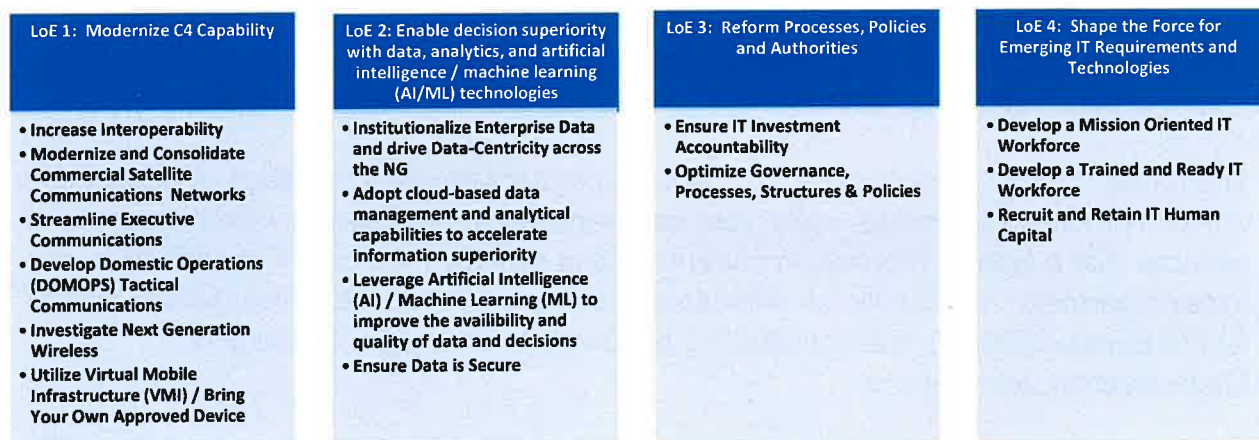 LoE 1: Modernize C4 Capability
• Increase Interoperability
• Modernize and Consolidate
Commercial Satellite
Communications Networks
• Streamline Executive
Communications
• Develop Domestic Operations
(DOMOPS) Tactical
Communications
• Investigate Next Generation
Wireless
• Utilize Virtual Mobile
Infrastructure (VMI) / Bring
Your Own Approved Device
LoE 2: Enable decision superiority
with data, analytics, and artificial
intelligence / machine learning
(AI/ML) technologies
• Institutionalize Enterprise Data
and drive Data-Centricity across
the NG
• Adopt cloud-based data
management and analytical
capabilities to accelerate
information superiority
• Leverage Artificial Intelligence
(AI) / Machine Learning (ML) to
improve the availibility and
quality of data and decisions
• Ensure Data is Secure
LoE 3: Reform Processes, Policies
and Authorities
• Ensure IT Investment
Accountability
• Optimize Governance,
Processes, Structures & Policies
LoE 4: Shape the Force for
Emerging IT Requirements and
Technologies
• Develop a Mission Oriented IT
Workforce
• Develop a Trained and Ready IT
Workforce
• Recruit and Retain IT Human
Capital